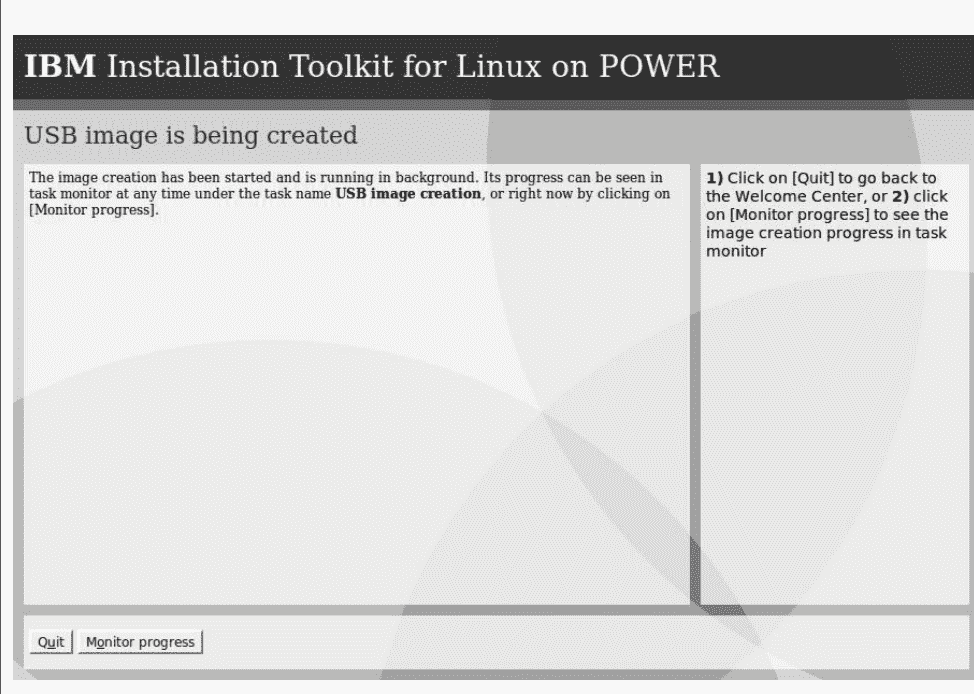 IBM Installation Toolkit for Linux on POWER
USB image is being created
The image creation has been started and is running in background. Its progress can be seen in
task monitor at any time under the task name USB image creation, or right now by clicking on
[Monitor progress].
1) Click on [Quit] to go back to
the Welcome Center, or 2) click
on [Monitor progress] to see the
image creation progress in task
monitor
Quit
Monitor progress